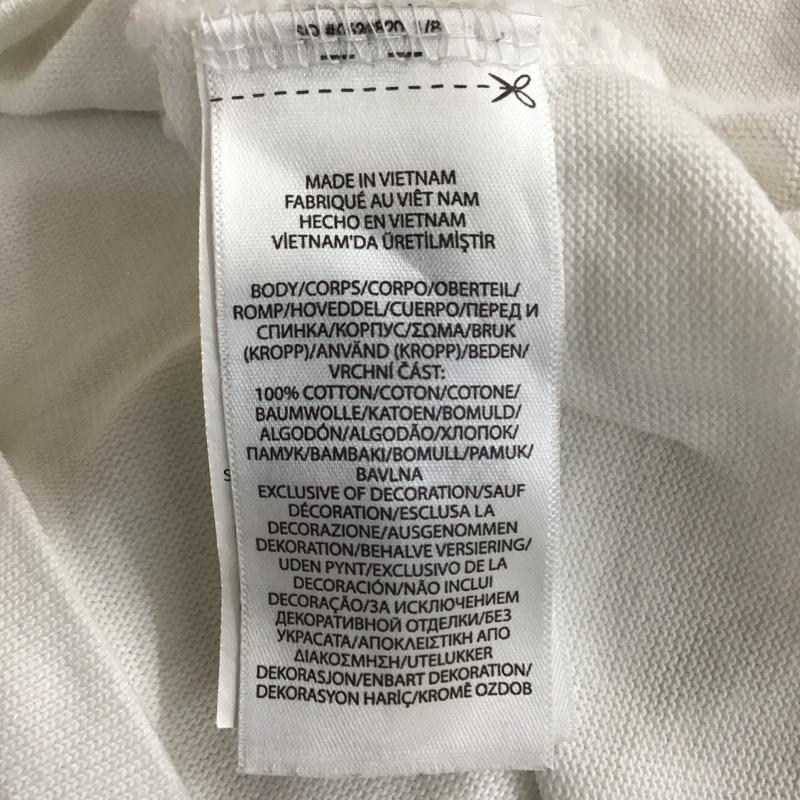 MADE IN VIETNAM
FABRIQUÉ AU VIÊT NAM
HECHO EN VIETNAM
VİETNAM'DA ÜRETİLMİŞTİR
BODY/CORPS/CORPO/OBERTEIL/
ROMP/HOVEDDEL/CUERPO/ПЕРЕД И
СПИНКА/КОРПУС/ΣΩΜΑ/BRUK
(KROPP)/ANVÄND (KROPP)/BEDEN/
VRCHNÍ ČÁST:
100% COTTON/COTON/COTONE/
BAUMWOLLE/KATOEN/BOMULD/
ALGODÓN/ALGODÃO/ХЛОПОК/
ПАМУК/ΒΑΜΒΑΚΙ/BOMULL/PAMUK/
BAVLNA
EXCLUSIVE OF DECORATION/SAUF
DÉCORATION/ESCLUSA LA
DECORAZIONE/AUSGENOMMEN
DEKORATION/BEHALVE VERSIERING/
UDEN PYNT/EXCLUSIVO DE LA
DECORACIÓN/NÃO INCLUI
DECORAÇÃO/ЗА ИСКЛЮЧЕНИЕМ
ДЕКОРАТИВНОЙ ОТДЕЛКИ/БЕЗ
УКРАСАТА/ΑΠΟΚΛΕΙΣΤΙΚΗ ΑΠΟ
ΔΙΑΚΟΣΜΗΣΗ/UTELUKKER
DEKORASJON/ENBART DEKORATION/
DEKORASYON HARİÇ/KROMĚ OZDOB